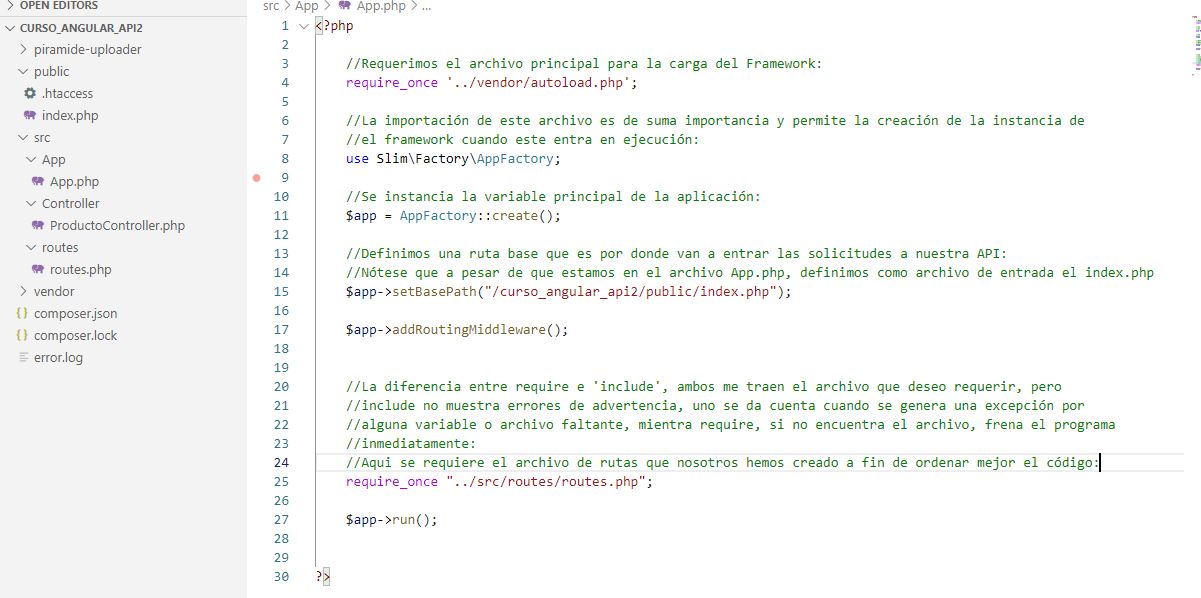 OPEN EDITORS
CURSO_ANGULAR_API2
piramide-uploader
public
.htaccess
index.php
src
App
App.php
Controller
ProductoController.php
routes
routes.php
vendor
composer.json
composer.lock
error.log
src > App > App.php > ...
1 <?php
2
3 //Requerimos el archivo principal para la carga del Framework:
4 require_once '../vendor/autoload.php';
5
6 //La importación de este archivo es de suma importancia y permite la creación de la instancia de
7 //el framework cuando este entra en ejecución:
8 use Slim\Factory\AppFactory;
9
10 //Se instancia la variable principal de la aplicación:
11 $app = AppFactory::create();
12
13 //Definimos una ruta base que es por donde van a entrar las solicitudes a nuestra API:
14 //Nótese que a pesar de que estamos en el archivo App.php, definimos como archivo de entrada el index.php
15 $app->setBasePath("/curso_angular_api2/public/index.php");
16
17 $app->addRoutingMiddleware();
18
19
20 //La diferencia entre require e 'include', ambos me traen el archivo que deseo requerir, pero
21 //include no muestra errores de advertencia, uno se da cuenta cuando se genera una excepción por
22 //alguna variable o archivo faltante, mientra require, si no encuentra el archivo, frena el programa
23 //inmediatamente:
24 //Aqui se requiere el archivo de rutas que nosotros hemos creado a fin de ordenar mejor el código:
25 require_once "../src/routes/routes.php";
26
27 $app->run();
28
29
30 ?>